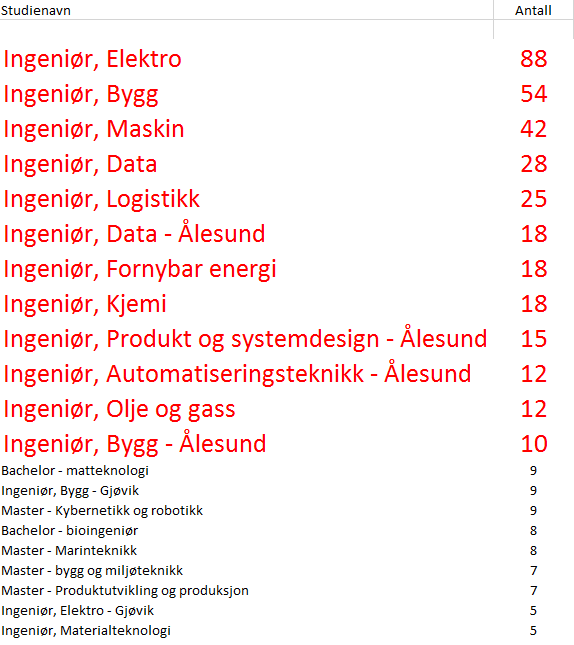 Studienavn Antall
Ingeniør, Elektro 88
Ingeniør, Bygg 54
Ingeniør, Maskin 42
Ingeniør, Data 28
Ingeniør, Logistikk 25
Ingeniør, Data - Ålesund 18
Ingeniør, Fornybar energi 18
Ingeniør, Kjemi 18
Ingeniør, Produkt og systemdesign - Ålesund 15
Ingeniør, Automatiseringsteknikk - Ålesund 12
Ingeniør, Olje og gass 12
Ingeniør, Bygg - Ålesund 10
Bachelor - matteknologi 9
Ingeniør, Bygg - Gjøvik 9
Master - Kybernetikk og robotikk 9
Bachelor - bioingeniør 8
Master - Marinteknikk 8
Master - bygg og miljøteknikk 7
Master - Produktutvikling og produksjon 7
Ingeniør, Elektro - Gjøvik 5
Ingeniør, Materialteknologi 5